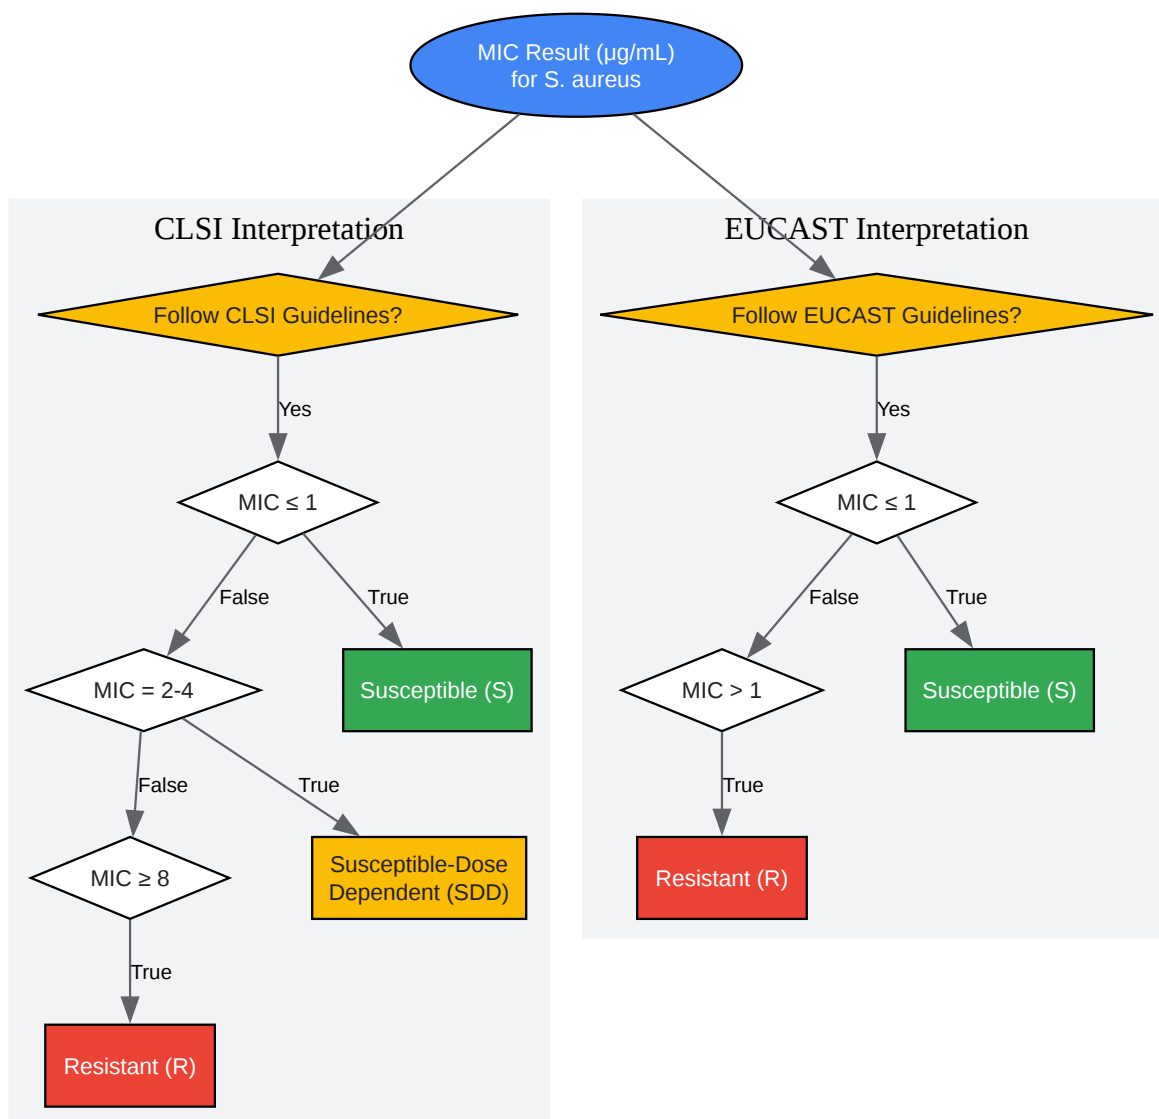 MIC Result (μg/mL)
for S. aureus
CLSI Interpretation
EUCAST Interpretation
Follow CLSI Guidelines?
Follow EUCAST Guidelines?
Yes
Yes
MIC ≤ 1
MIC ≤ 1
False
True
False
True
MIC = 2-4
Susceptible (S)
MIC > 1
Susceptible (S)
False
True
True
MIC ≥ 8
Susceptible-Dose
Dependent (SDD)
Resistant (R)
True
Resistant (R)